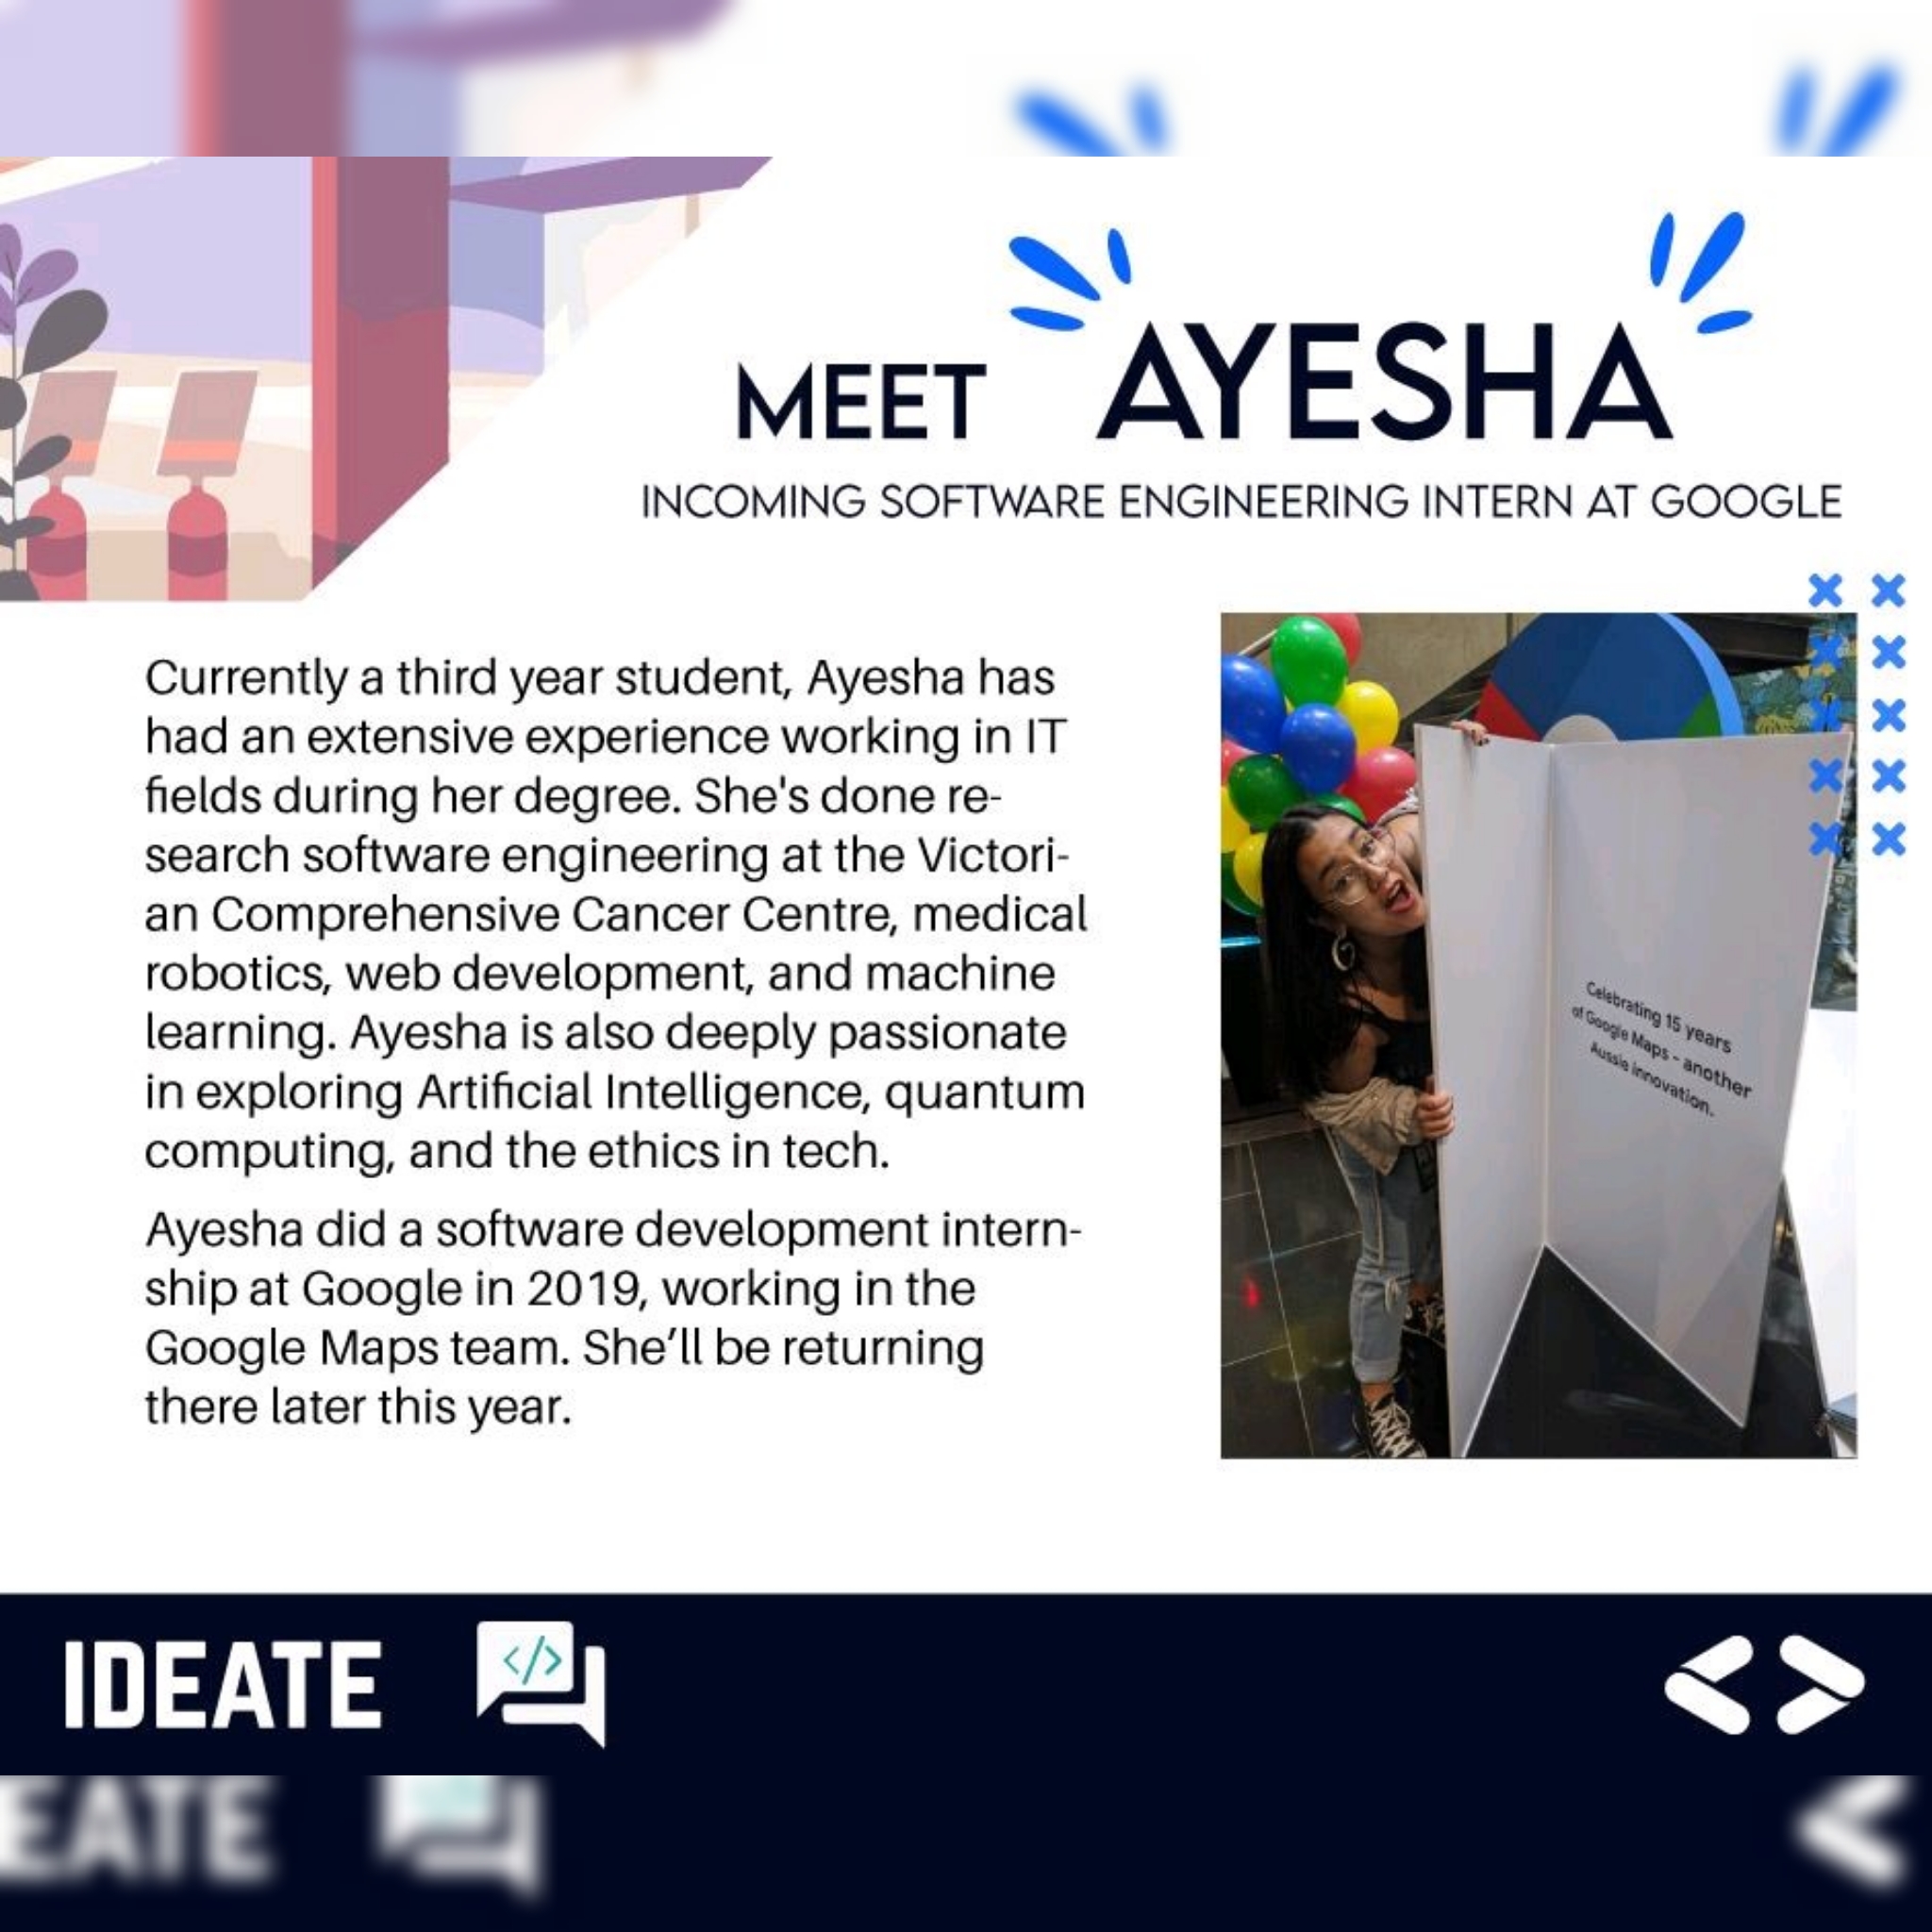 MEET AYESHA
INCOMING SOFTWARE ENGINEERING INTERN AT GOOGLE
Currently a third year student, Ayesha has
had an extensive experience working in IT
fields during her degree. She's done re-
search software engineering at the Victori-
an Comprehensive Cancer Centre, medical
robotics, web development, and machine
learning. Ayesha is also deeply passionate
in exploring Artificial Intelligence, quantum
computing, and the ethics in tech.
Ayesha did a software development intern-
ship at Google in 2019, working in the
Google Maps team. She’ll be returning
there later this year.
Celebrating 15 years
of Google Maps - another
Aussie innovation.
IDEATE
</>
EATE